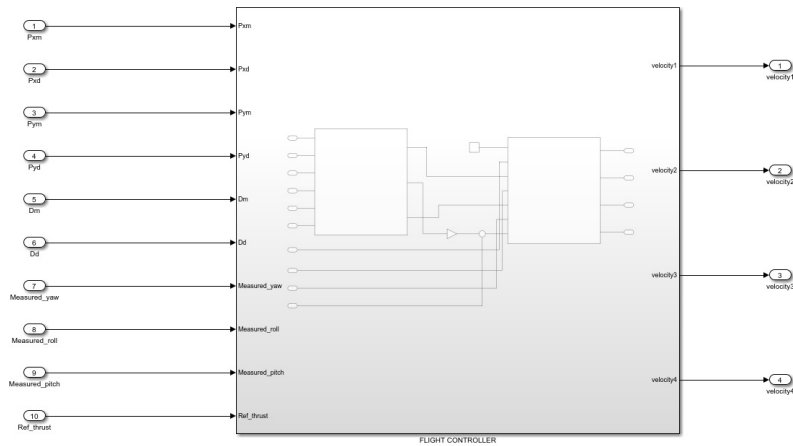 1
Pxm
Pxm
2
Pxd
Pxd
3
Pym
Pym
4
Pyd
Pyd
5
Dm
Dm
6
Dd
Dd
7
Measured_yaw
Measured_yaw
8
Measured_roll
Measured_roll
9
Measured_pitch
Measured_pitch
10
Ref_thrust
Ref_thrust
velocity1
1
velocity1
velocity2
2
velocity2
velocity3
3
velocity3
velocity4
4
velocity4
FLIGHT CONTROLLER